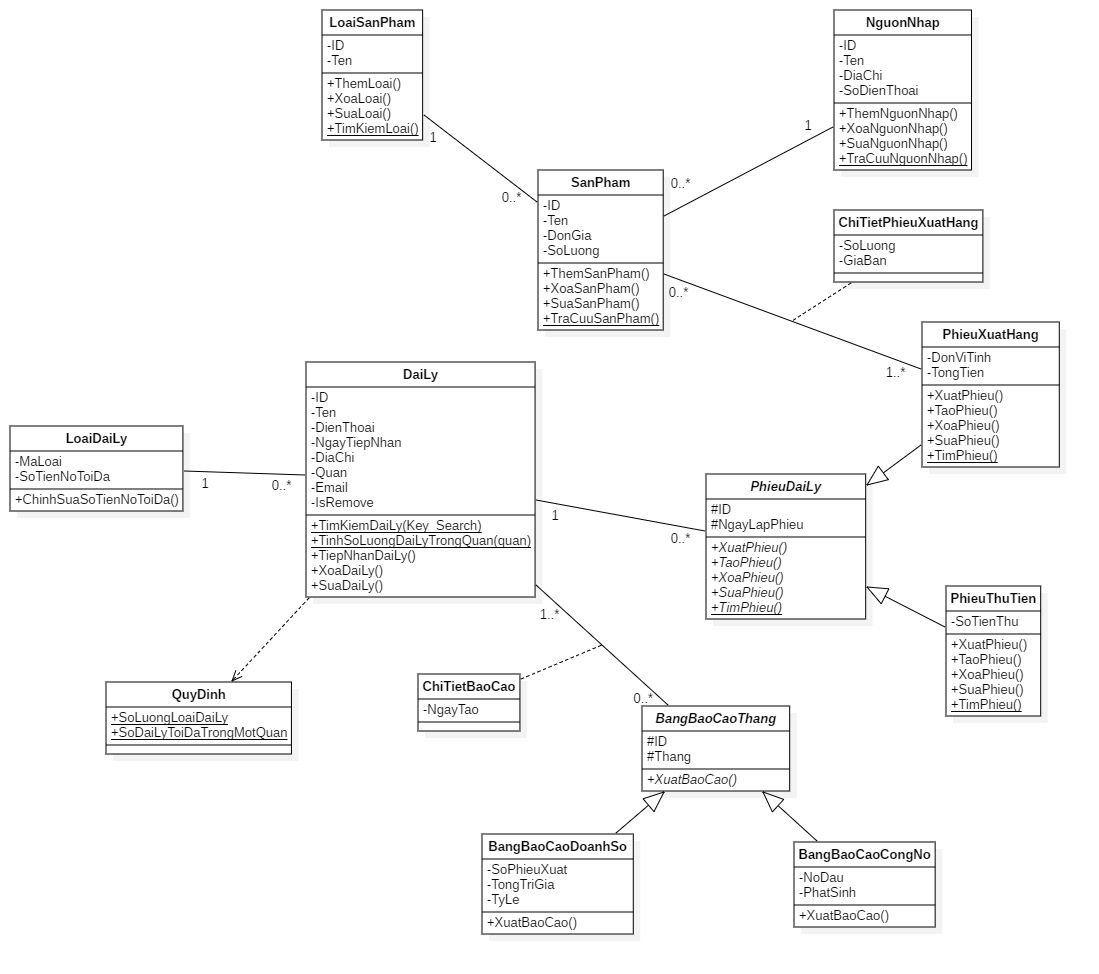 LoaiSanPham
-ID
-Ten
+ThemLoai()
+XoaLoai()
+SuaLoai()
+TimKiemLoai()
1
0..*
NguonNhap
-ID
-Ten
-DiaChi
-SoDienThoai
+ThemNguonNhap()
+XoaNguonNhap()
+SuaNguonNhap()
+TraCuuNguonNhap()
1
0..*
SanPham
-ID
-Ten
-DonGia
-SoLuong
+ThemSanPham()
+XoaSanPham()
+SuaSanPham()
+TraCuuSanPham()
0..*
1..*
ChiTietPhieuXuatHang
-SoLuong
-GiaBan
PhieuXuatHang
-DonViTinh
-TongTien
+XuatPhieu()
+TaoPhieu()
+XoaPhieu()
+SuaPhieu()
+TimPhieu()
DaiLy
-ID
-Ten
-DienThoai
-NgayTiepNhan
-DiaChi
-Quan
-Email
-IsRemove
+TimKiemDaiLy(Key_Search)
+TinhSoLuongDaiLyTrongQuan(quan)
+TiepNhanDaiLy()
+XoaDaiLy()
+SuaDaiLy()
LoaiDaiLy
-MaLoai
-SoTienNoToiDa
+ChinhSuaSoTienNoToiDa()
1
0..*
1
0..*
PhieuDaiLy
#ID
#NgayLapPhieu
+XuatPhieu()
+TaoPhieu()
+XoaPhieu()
+SuaPhieu()
+TimPhieu()
PhieuThuTien
-SoTienThu
+XuatPhieu()
+TaoPhieu()
+XoaPhieu()
+SuaPhieu()
+TimPhieu()
1..*
0..*
QuyDinh
+SoLuongLoaiDaiLy
+SoDaiLyToiDaTrongMotQuan
ChiTietBaoCao
-NgayTao
BangBaoCaoThang
#ID
#Thang
+XuatBaoCao()
BangBaoCaoDoanhSo
-SoPhieuXuat
-TongTriGia
-TyLe
+XuatBaoCao()
BangBaoCaoCongNo
-NoDau
-PhatSinh
+XuatBaoCao()